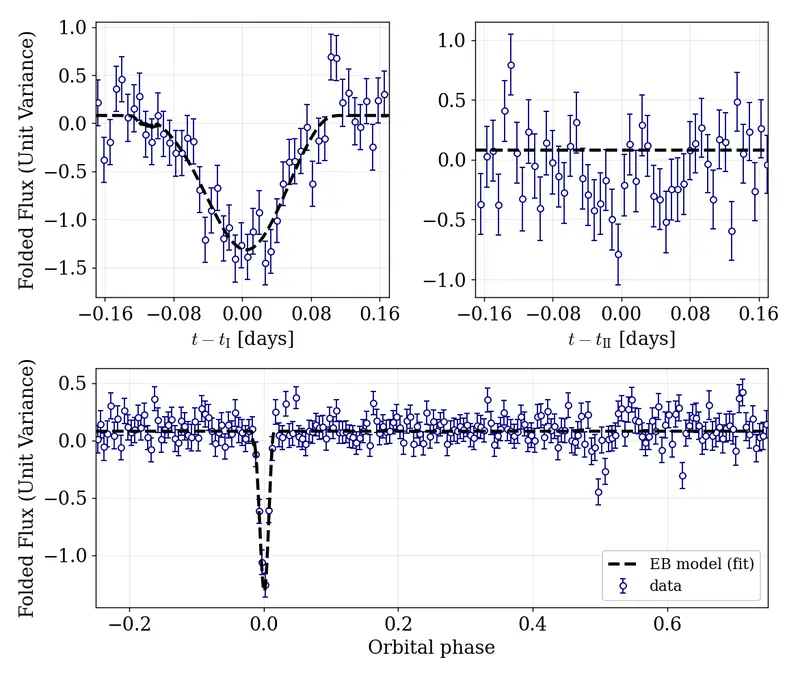 Folded Flux (Unit Variance)
1.0
0.5
0.0
−0.5
−1.0
−1.5
−0.16 −0.08 0.00 0.08 0.16
t − tI [days]
Folded Flux (Unit Variance)
1.0
0.5
0.0
−0.5
−1.0
−0.16 −0.08 0.00 0.08 0.16
t − tII [days]
Folded Flux (Unit Variance)
0.5
0.0
−0.5
−1.0
EB model (fit)
data
−0.2 0.0 0.2 0.4 0.6
Orbital phase